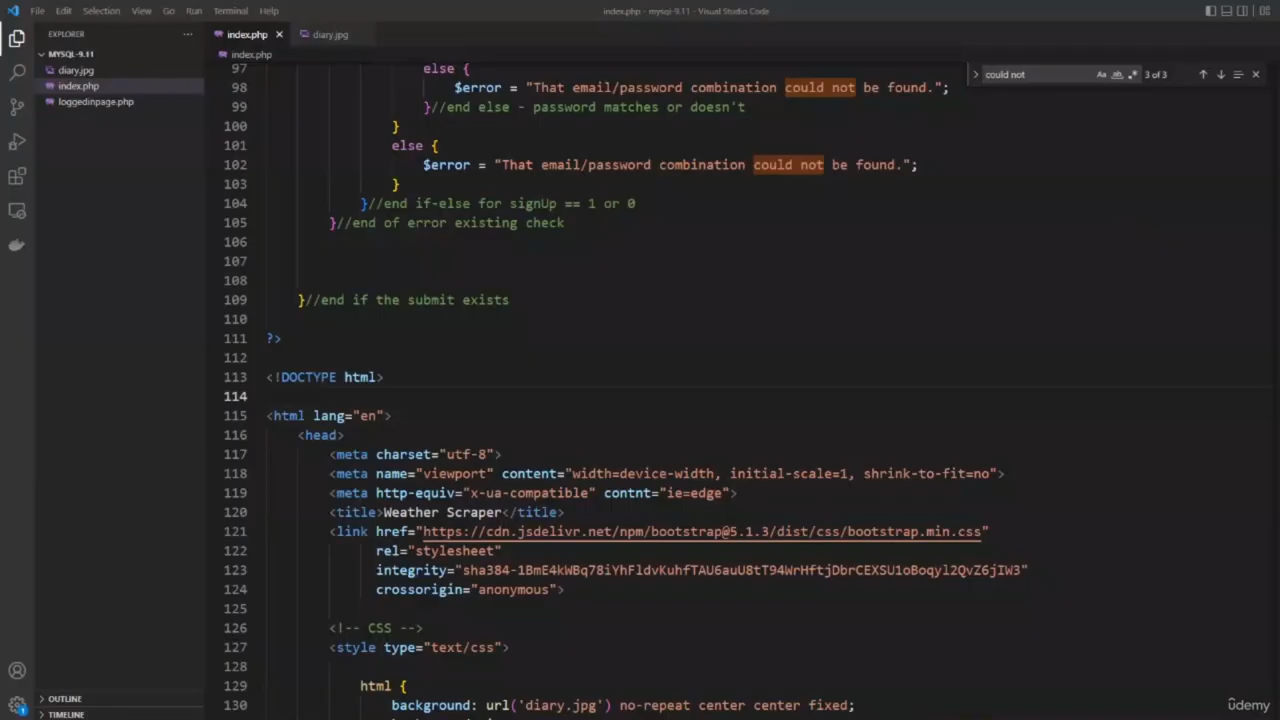 File Edit Selection View Go Run Terminal Help
index.php - mysql-9.11 - Visual Studio Code
EXPLORER
MYSQL-9.11
diary.jpg
index.php
loggedinpage.php
OUTLINE
TIMELINE
index.php
diary.jpg
index.php
could not
3 of 3
97 else {
98 $error = "That email/password combination could not be found.";
99 }//end else - password matches or doesn't
100 }
101 else {
102 $error = "That email/password combination could not be found.";
103 }
104 }//end if-else for signUp == 1 or 0
105 }//end of error existing check
106
107
108
109 }//end if the submit exists
110
111 ?>
112
113 <!DOCTYPE html>
114
115 <html lang="en">
116 <head>
117 <meta charset="utf-8">
118 <meta name="viewport" content="width=device-width, initial-scale=1, shrink-to-fit=no">
119 <meta http-equiv="x-ua-compatible" contnt="ie=edge">
120 <title>Weather Scraper</title>
121 <link href="https://cdn.jsdelivr.net/npm/bootstrap@5.1.3/dist/css/bootstrap.min.css"
122 rel="stylesheet"
123 integrity="sha384-1BmE4kWBq78iYhFldvKuhfTAU6auU8tT94WrHftjDbrCEXSU1oBoqyl2QvZ6jIW3"
124 crossorigin="anonymous">
125
126 <!-- CSS -->
127 <style type="text/css">
128
129 html {
130 background: url('diary.jpg') no-repeat center center fixed;
udemy